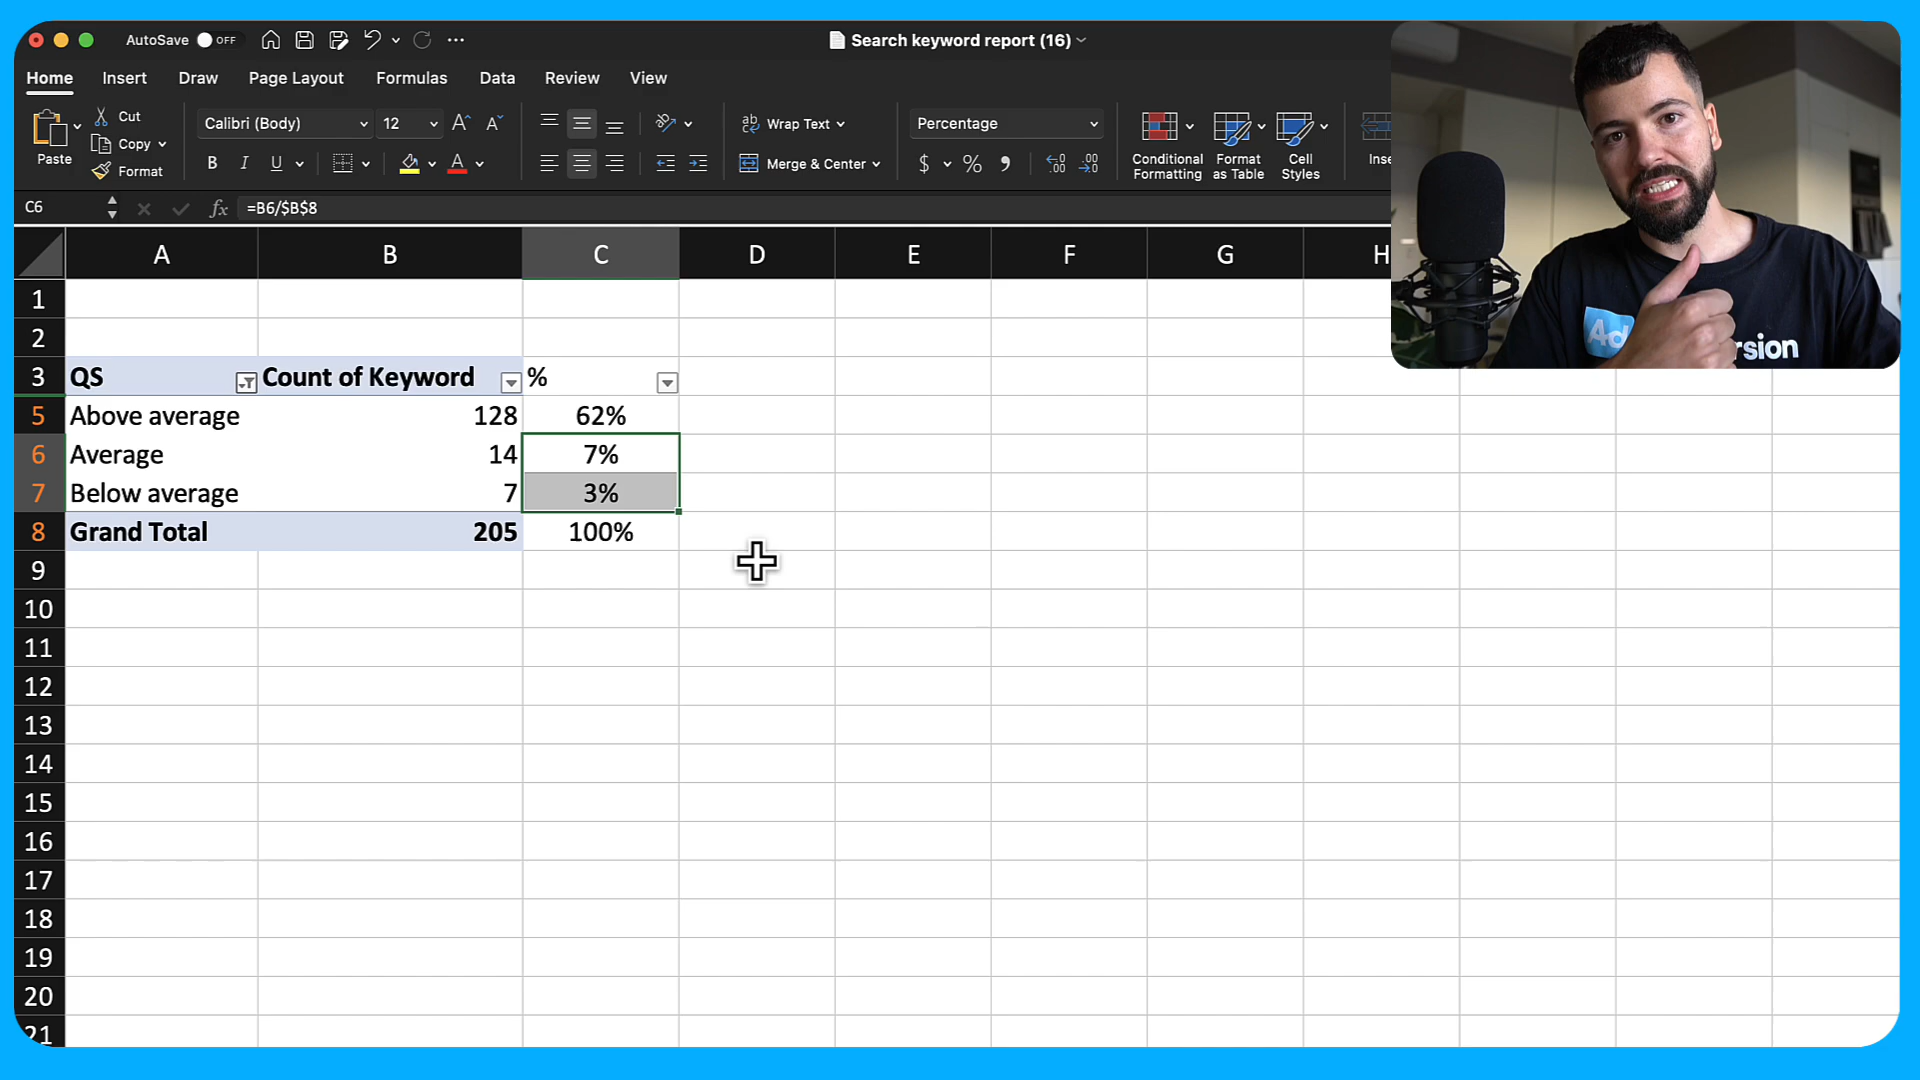 AutoSave OFF
Search keyword report (16)
Home Insert Draw Page Layout Formulas Data Review View
Paste
Cut
Copy
Format
Calibri (Body) 12
B I U
Wrap Text
Merge & Center
Percentage
$ % 9
Conditional Formatting
Format as Table
Cell Styles
Inse
C6 fx =B6/$B$8
A B C D E F G H
1
2
3 QS Count of Keyword %
5 Above average 128 62%
6 Average 14 7%
7 Below average 7 3%
8 Grand Total 205 100%
9
10
11
12
13
14
15
16
17
18
19
20
21
Ad
rsion